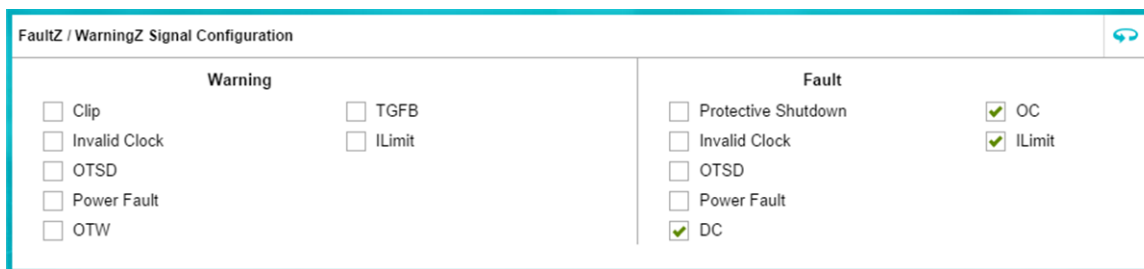 FaultZ / WarningZ Signal Configuration
Warning
Clip
Invalid Clock
OTSD
Power Fault
OTW
TGFB
ILimit
Fault
Protective Shutdown
Invalid Clock
OTSD
Power Fault
DC
OC
ILimit